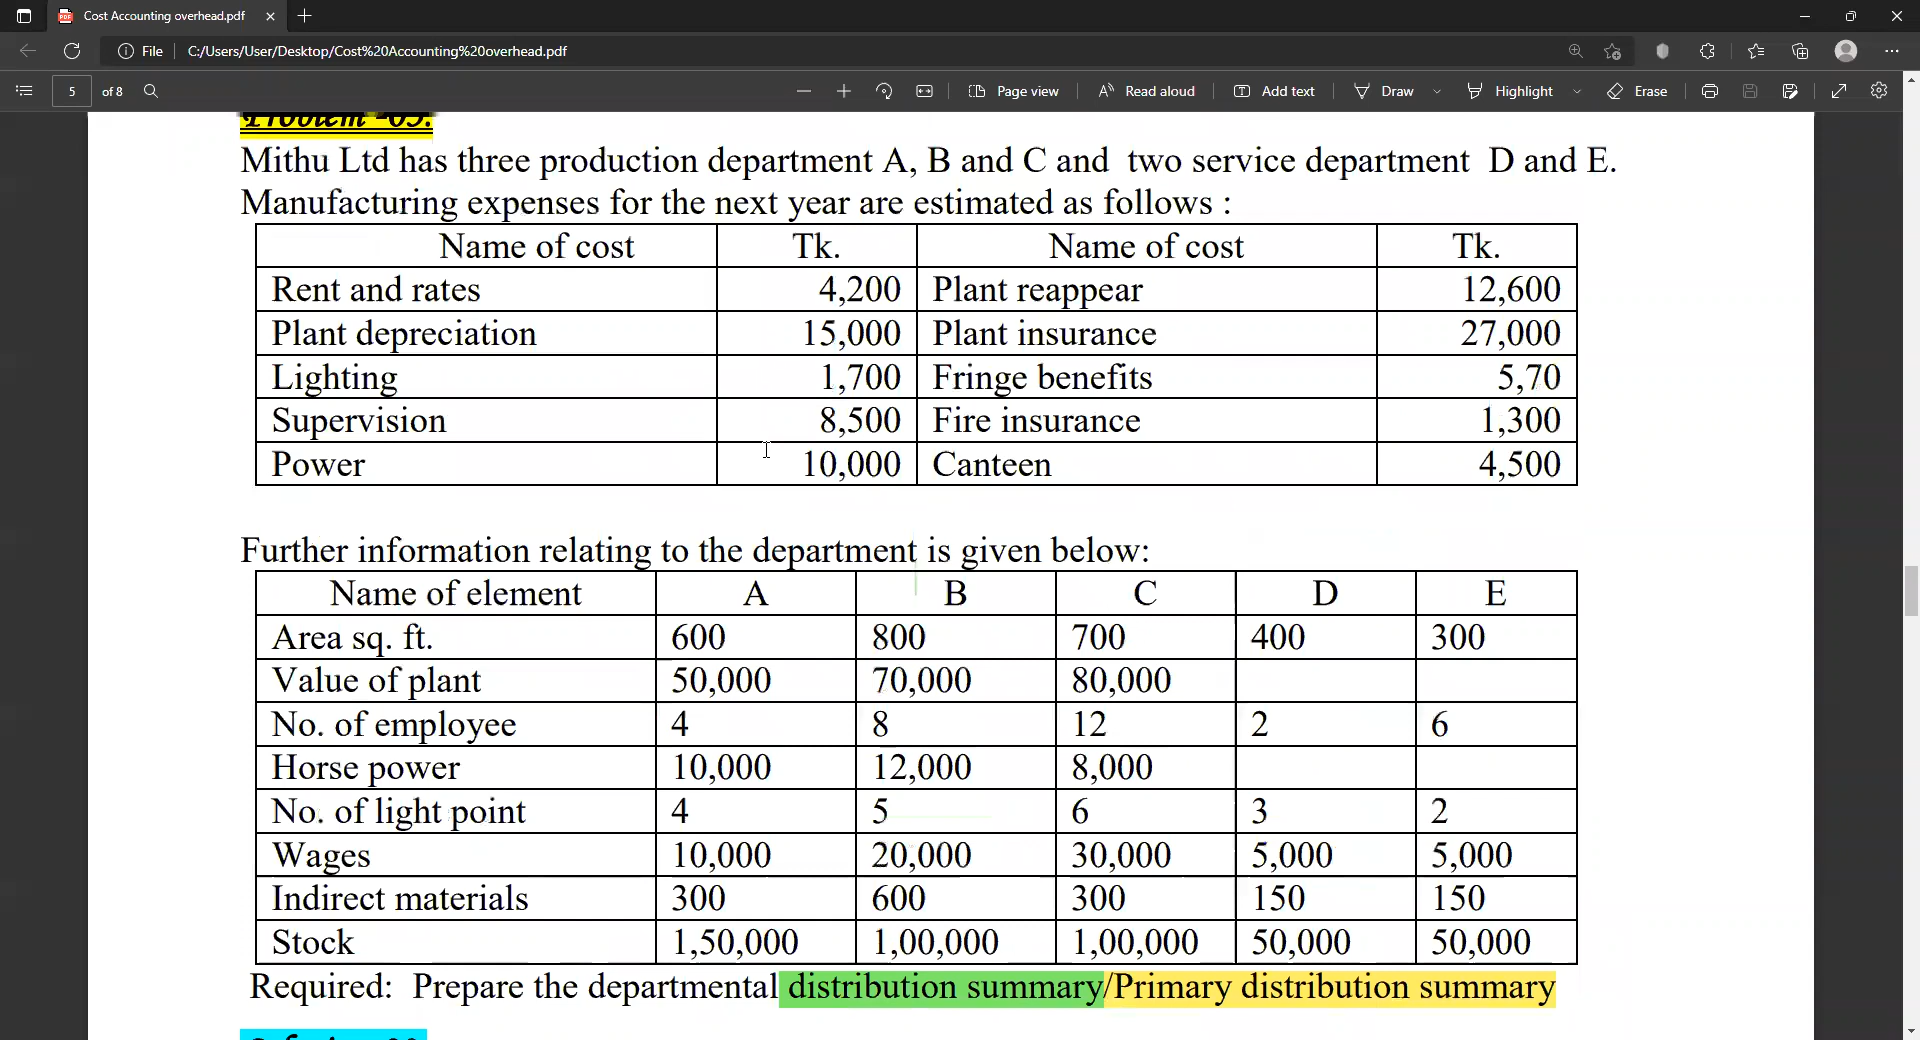 Cost Accounting overhead.pdf
File C:/Users/User/Desktop/Cost%20Accounting%20overhead.pdf
5 of 8 Page view Read aloud Add text Draw Highlight Erase
Mithu Ltd has three production department A, B and C and two service department D and E.
Manufacturing expenses for the next year are estimated as follows :
Name of cost Tk. Name of cost Tk.
Rent and rates 4,200 Plant reappear 12,600
Plant depreciation 15,000 Plant insurance 27,000
Lighting 1,700 Fringe benefits 5,70
Supervision 8,500 Fire insurance 1,300
Power 10,000 Canteen 4,500
Further information relating to the department is given below:
Name of element A B C D E
Area sq. ft. 600 800 700 400 300
Value of plant 50,000 70,000 80,000
No. of employee 4 8 12 2 6
Horse power 10,000 12,000 8,000
No. of light point 4 5 6 3 2
Wages 10,000 20,000 30,000 5,000 5,000
Indirect materials 300 600 300 150 150
Stock 1,50,000 1,00,000 1,00,000 50,000 50,000
Required: Prepare the departmental distribution summary/Primary distribution summary